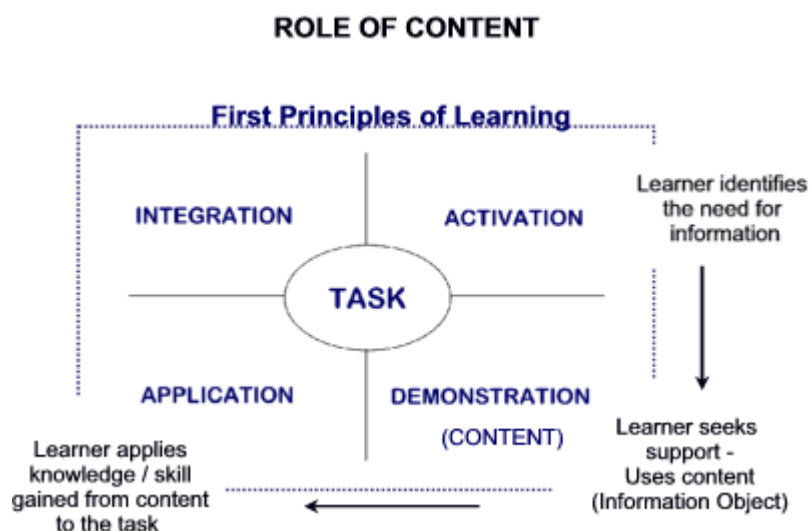 ROLE OF CONTENT
First Principles of Learning
INTEGRATION
ACTIVATION
Learner identifies
the need for
information
TASK
APPLICATION
DEMONSTRATION
(CONTENT)
Learner seeks
support -
Uses content
(Information Object)
Learner applies
knowledge / skill
gained from content
to the task